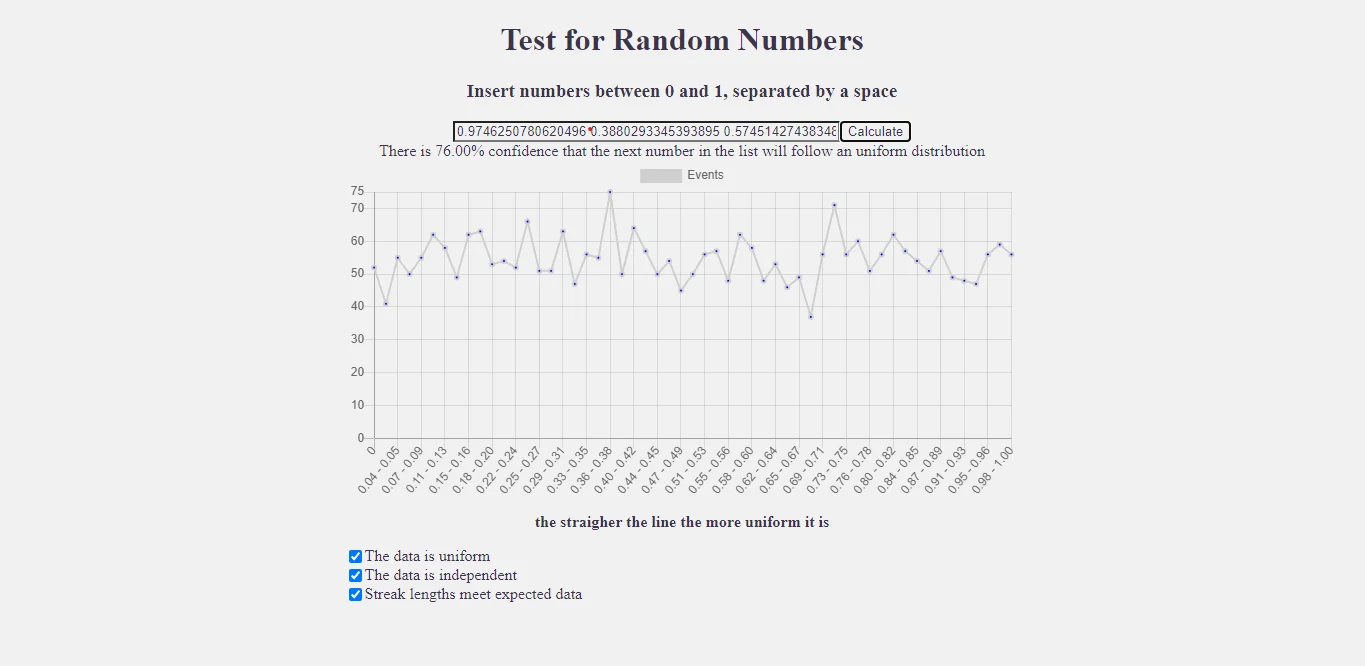 Test for Random Numbers
Insert numbers between 0 and 1, separated by a space
0.9746250780620496 0.3880293345393895 0.57451427438348 Calculate
There is 76.00% confidence that the next number in the list will follow an uniform distribution
Events
75
70
60
50
40
30
20
10
0
0
0.04 - 0.05
0.07 - 0.09
0.11 - 0.13
0.15 - 0.16
0.18 - 0.20
0.22 - 0.24
0.25 - 0.27
0.29 - 0.31
0.33 - 0.35
0.36 - 0.38
0.40 - 0.42
0.44 - 0.45
0.47 - 0.49
0.51 - 0.53
0.55 - 0.56
0.58 - 0.60
0.62 - 0.64
0.65 - 0.67
0.69 - 0.71
0.73 - 0.75
0.76 - 0.78
0.80 - 0.82
0.84 - 0.85
0.87 - 0.89
0.91 - 0.93
0.95 - 0.96
0.98 - 1.00
the straigher the line the more uniform it is
The data is uniform
The data is independent
Streak lengths meet expected data